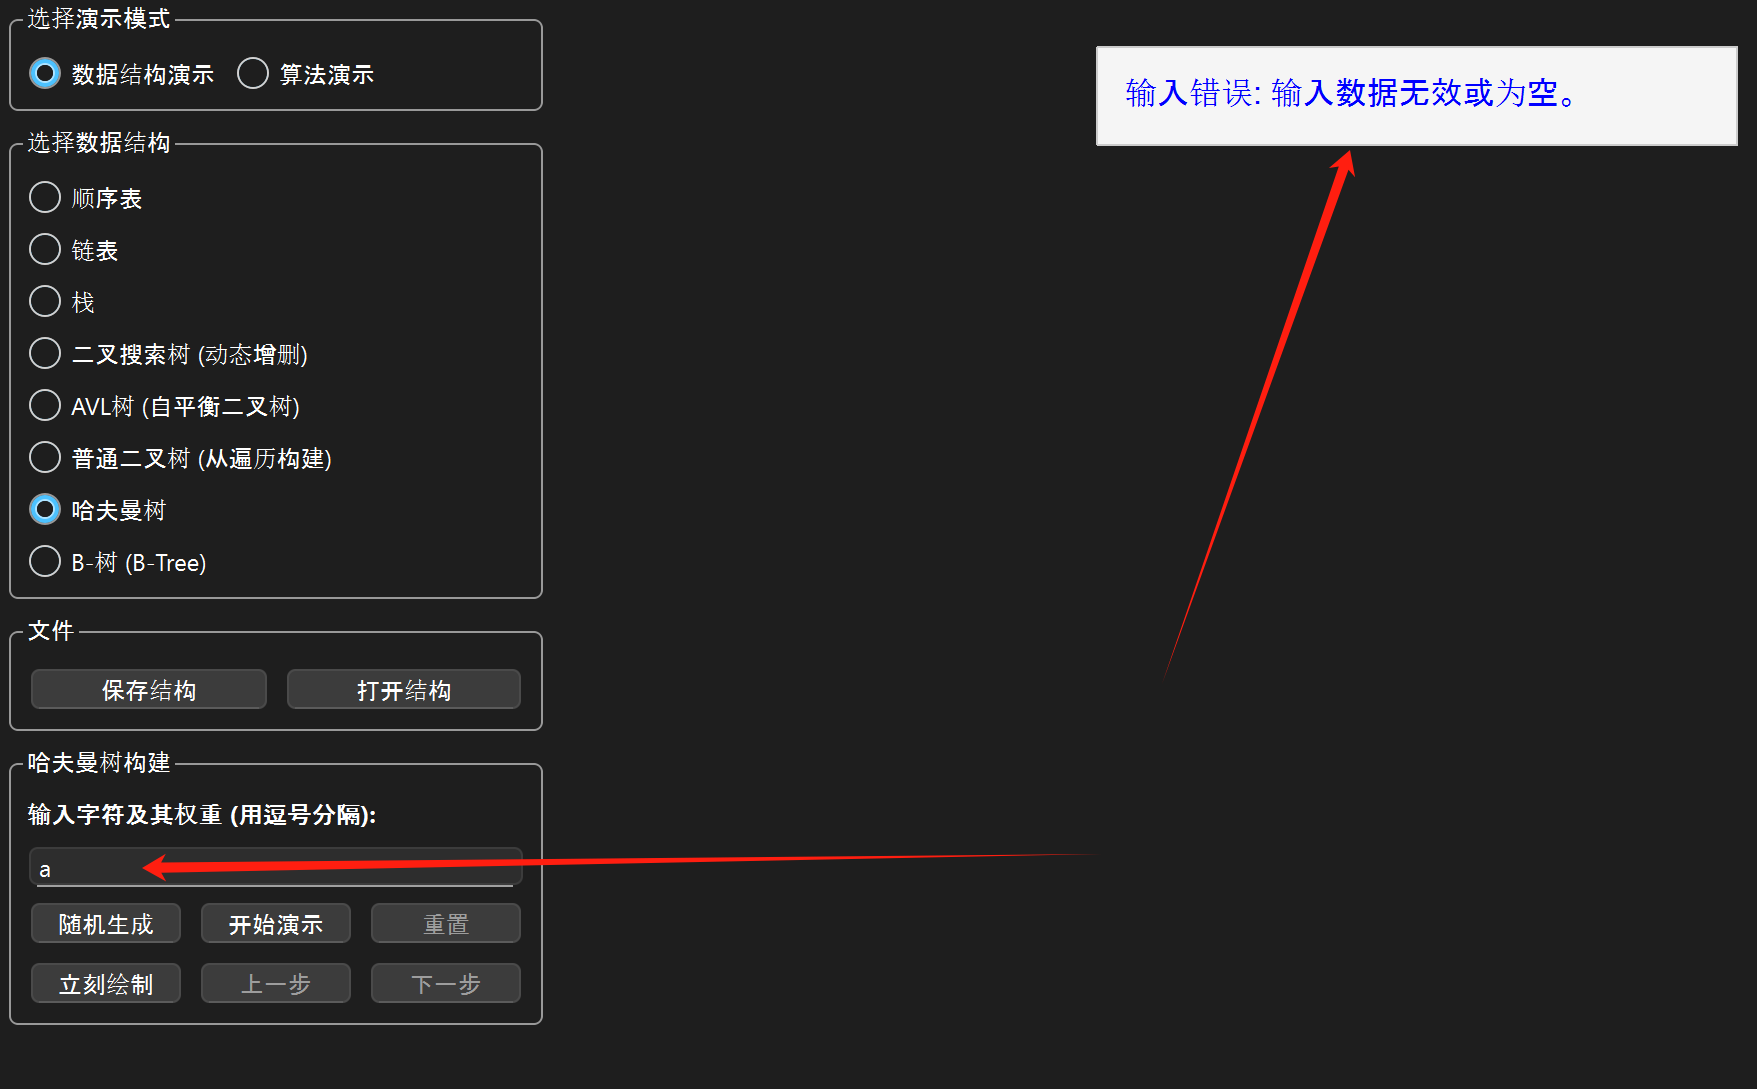 选择演示模式
数据结构演示 算法演示
输入错误: 输入数据无效或为空。
选择数据结构
顺序表
链表
栈
二叉搜索树 (动态增删)
AVL树 (自平衡二叉树)
普通二叉树 (从遍历构建)
哈夫曼树
B-树 (B-Tree)
文件
保存结构 打开结构
哈夫曼树构建
输入字符及其权重 (用逗号分隔):
a
随机生成 开始演示 重置
立刻绘制 上一步 下一步